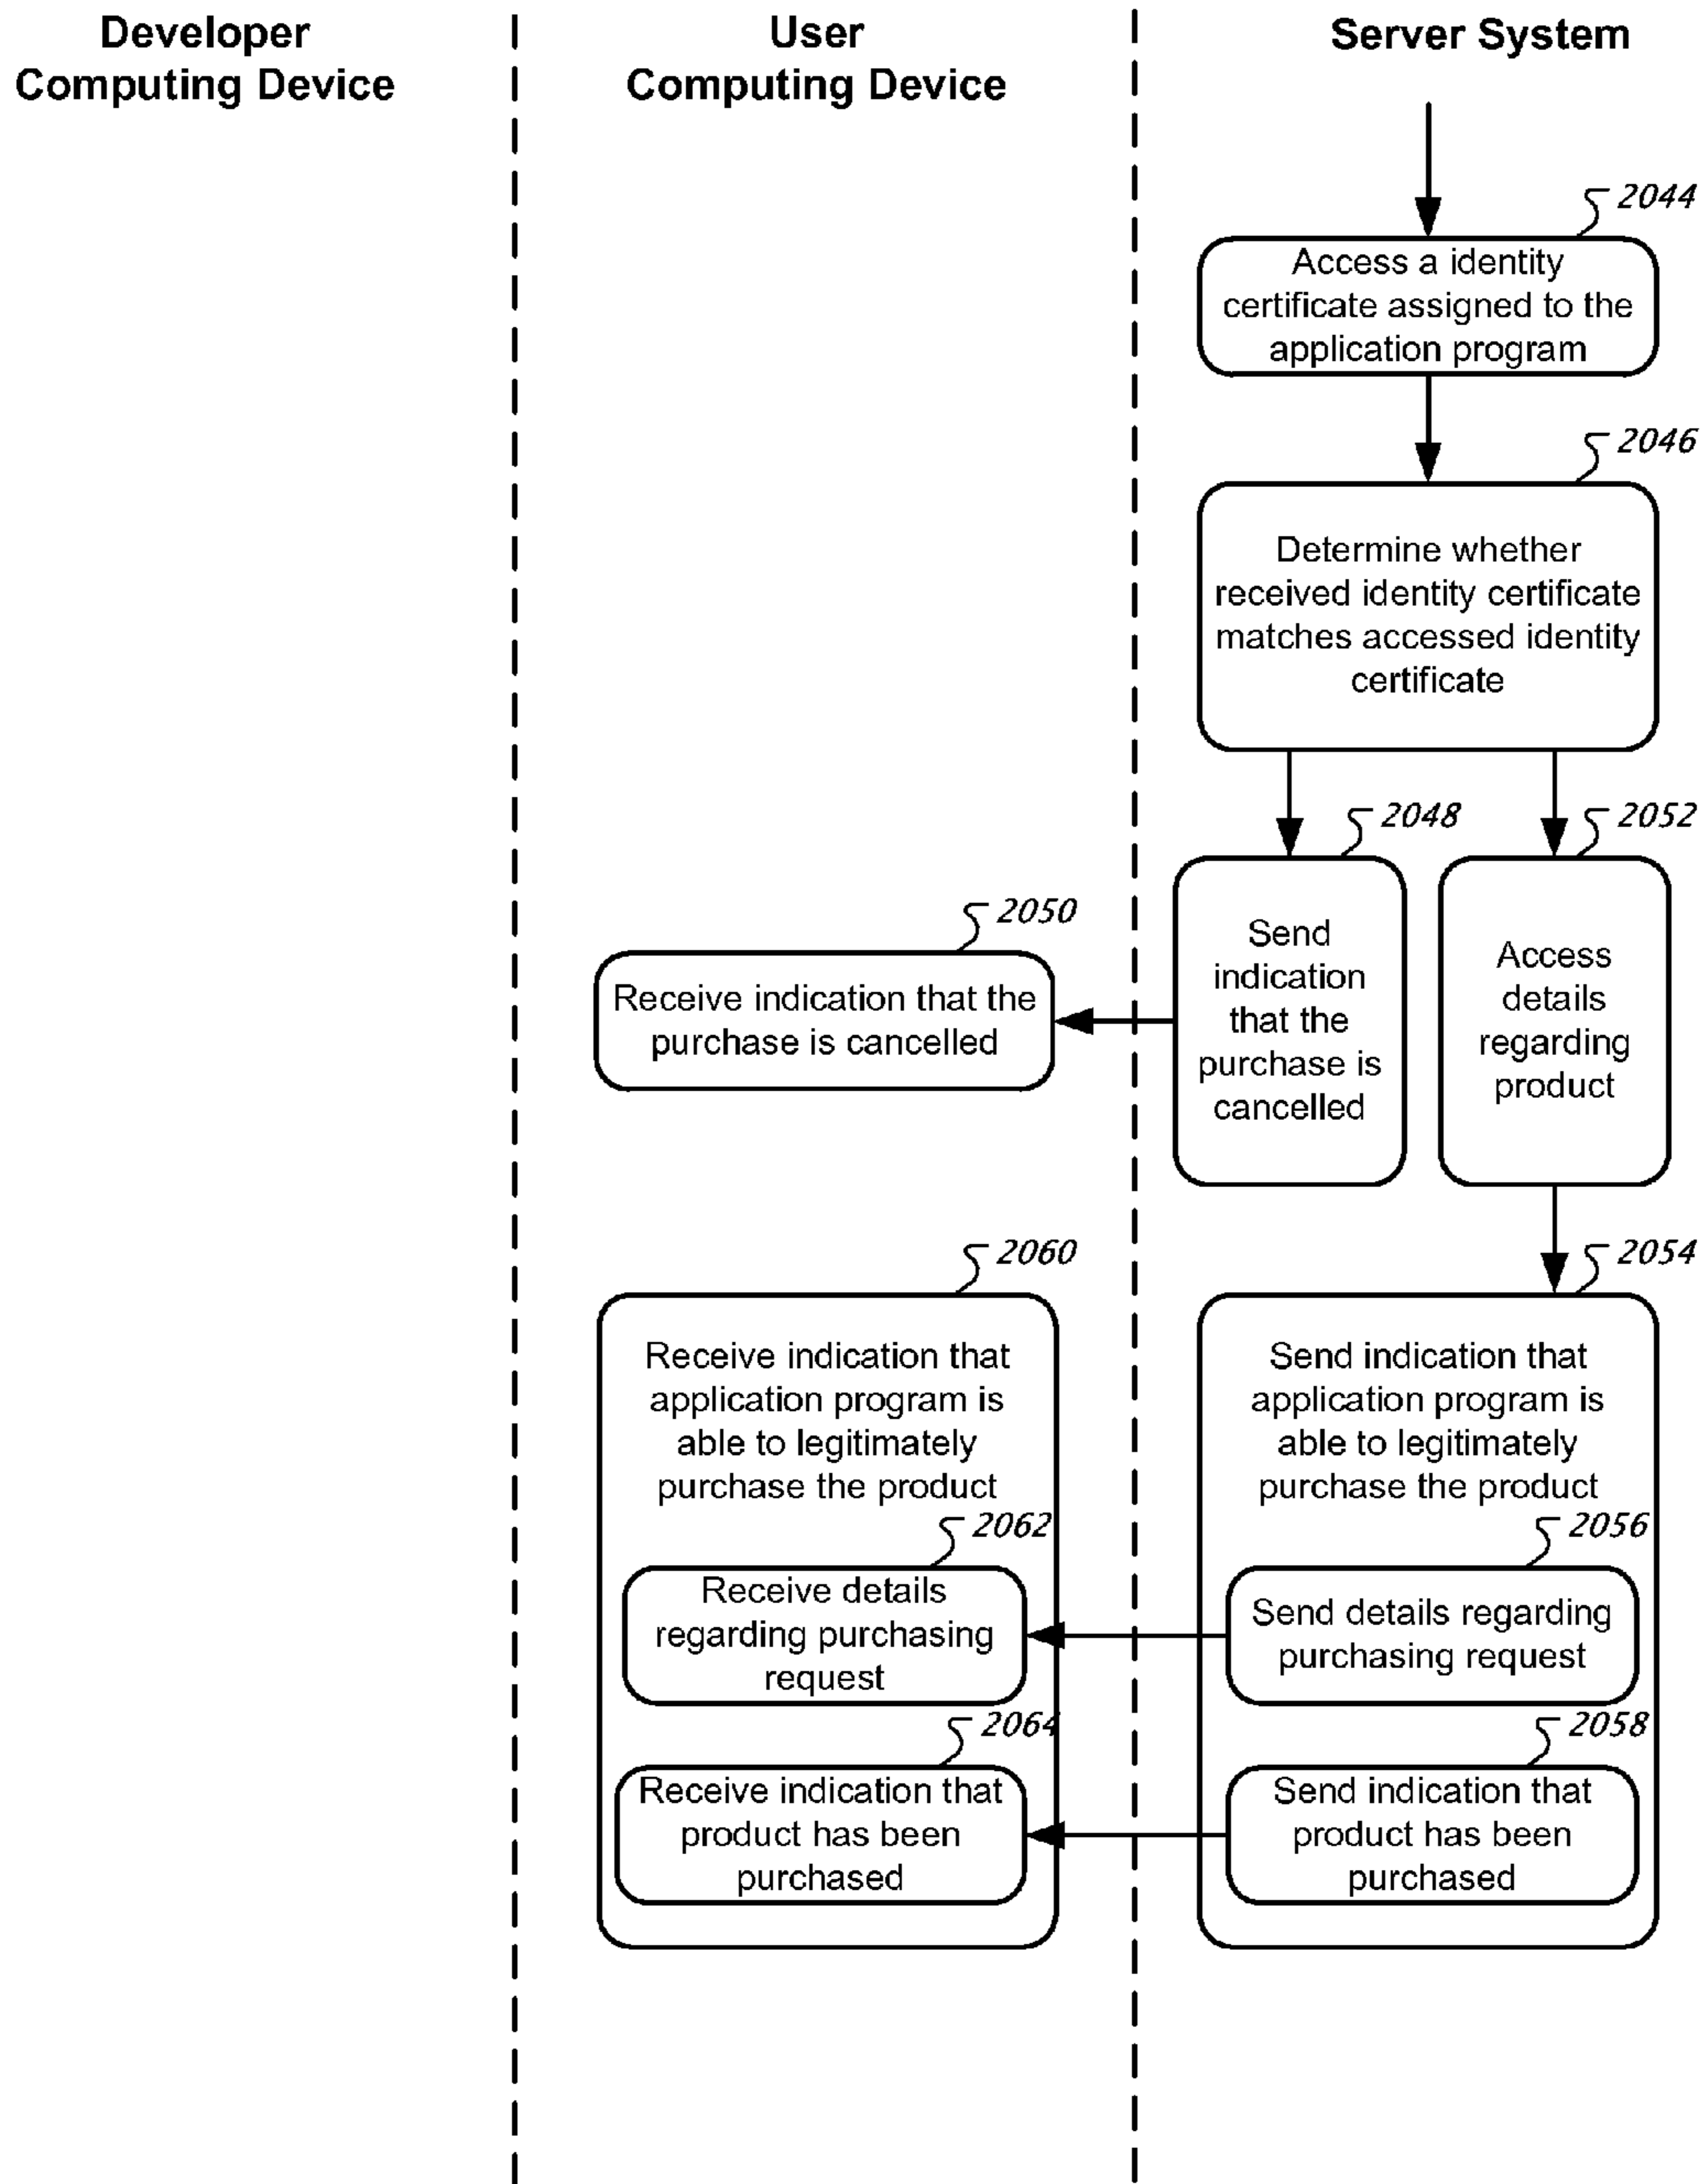 Developer
Computing Device
User
Computing Device
Server System
2044
Access a identity
certificate assigned to the
application program
2046
Determine whether
received identity certificate
matches accessed identity
certificate
2048
Send
indication
that the
purchase is
cancelled
2052
Access
details
regarding
product
2050
Receive indication that the
purchase is cancelled
2060
Receive indication that
application program is
able to legitimately
purchase the product
2062
Receive details
regarding purchasing
request
2064
Receive indication that
product has been
purchased
2054
Send indication that
application program is
able to legitimately
purchase the product
2056
Send details regarding
purchasing request
2058
Send indication that
product has been
purchased